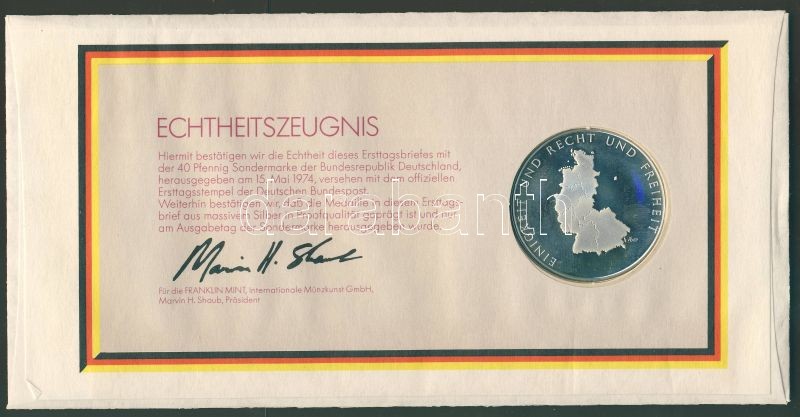 ECHTHEITSZEUGNIS
Hiermit bestätigen wir die Echtheit dieses Ersttagsbriefes mit
der 40 Pfennig Sondermarke der Bundesrepublik Deutschland,
herausgegeben am 15. Mai 1974, versehen mit dem offiziellen
Ersttagsstempel der Deutschen Bundespost.
Weiterhin bestätigen wir, daß die Medaille in diesem Ersttags-
brief aus massivem Silber in Proofqualität geprägt ist und nur
am Ausgabetag der Sondermarke herausgegeben wurde.
Marvin H. Shaub
Für die FRANKLIN MINT, Internationale Münzkunst GmbH,
Marvin H. Shaub, Präsident
EINIGKEIT UND RECHT UND FREIHEIT
darabanth